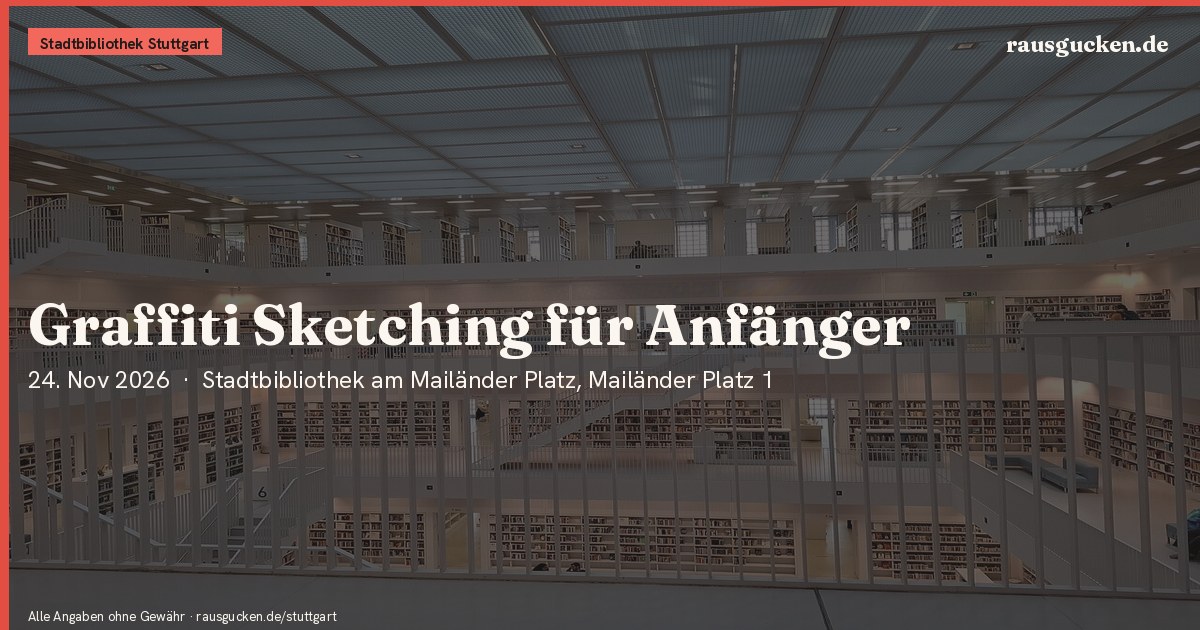 Stadtbibliothek Stuttgart
rausgucken.de
Graffiti Sketching für Anfänger
24. Nov 2026 · Stadtbibliothek am Mailänder Platz, Mailänder Platz 1
6
Alle Angaben ohne Gewähr · rausgucken.de/stuttgart